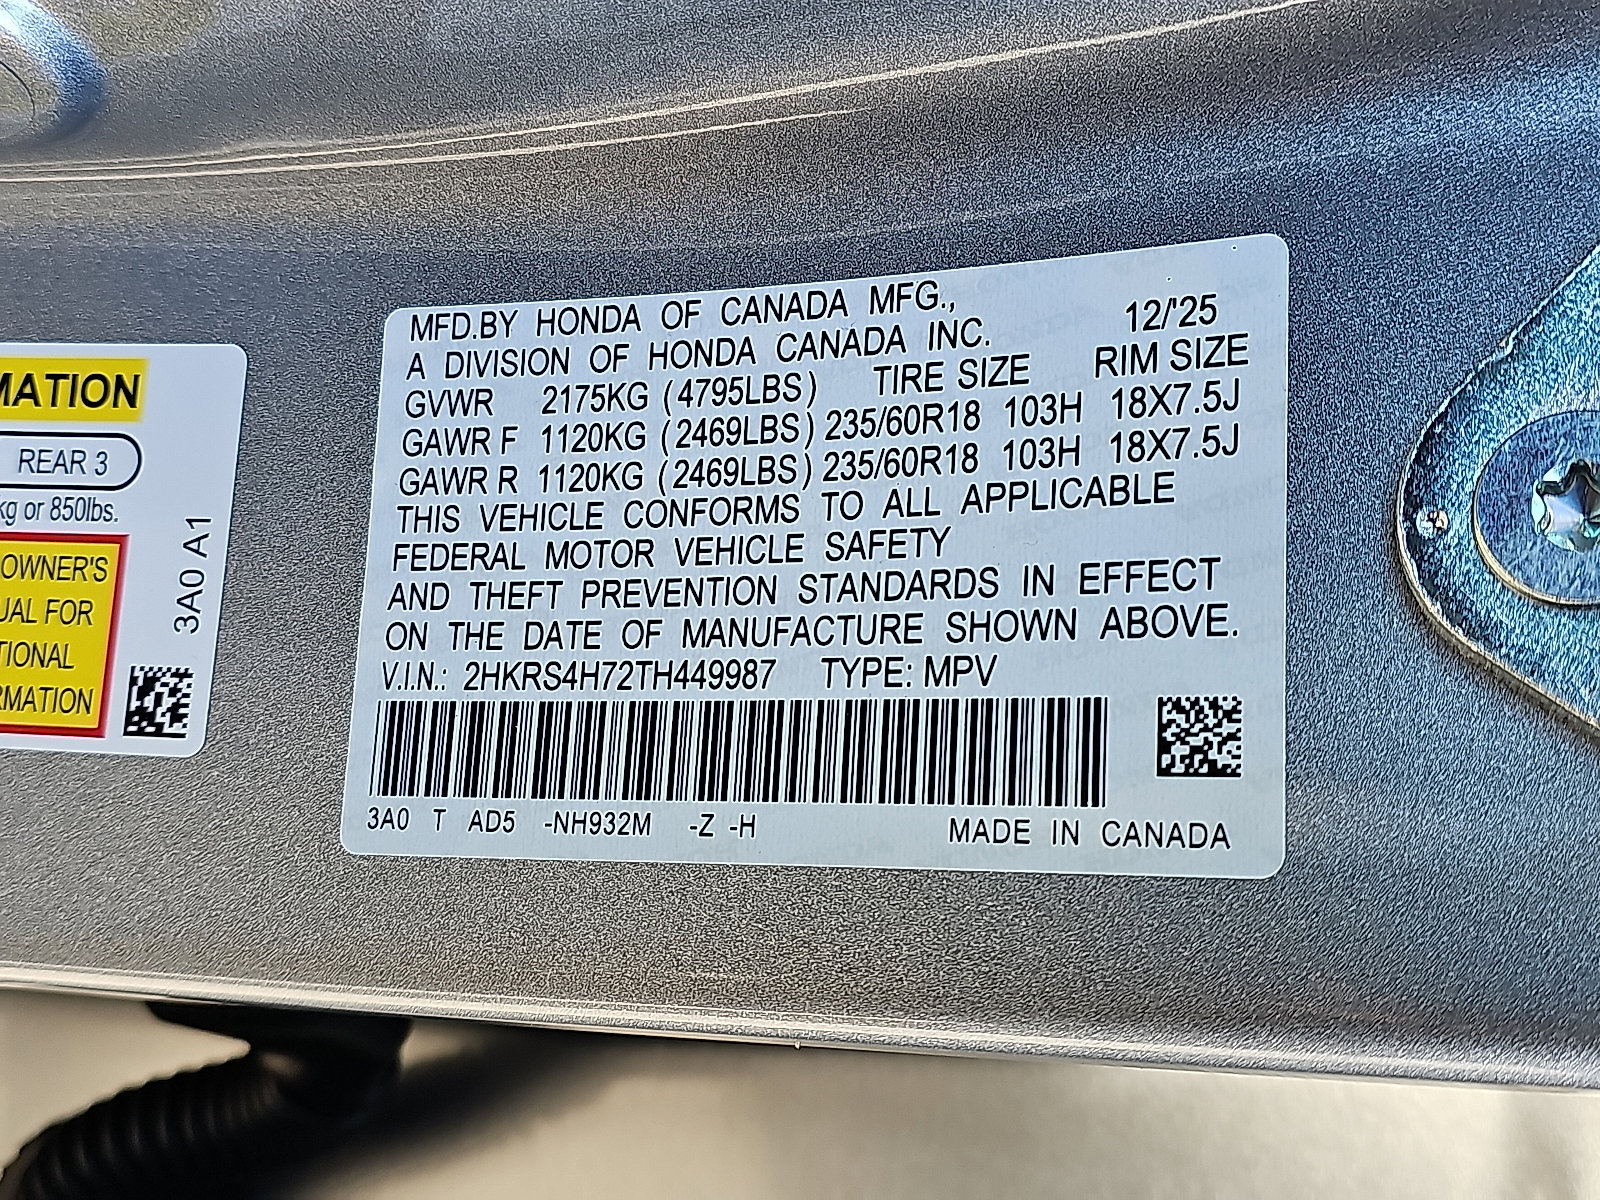 MATION
REAR 3
kg or 850lbs.
OWNER'S
UAL FOR
TIONAL
RMATION
3A0 A1
MFD.BY HONDA OF CANADA MFG.,
A DIVISION OF HONDA CANADA INC. 12/'25
GVWR 2175KG (4795LBS) TIRE SIZE RIM SIZE
GAWR F 1120KG (2469LBS) 235/60R18 103H 18X7.5J
GAWR R 1120KG (2469LBS) 235/60R18 103H 18X7.5J
THIS VEHICLE CONFORMS TO ALL APPLICABLE
FEDERAL MOTOR VEHICLE SAFETY
AND THEFT PREVENTION STANDARDS IN EFFECT
ON THE DATE OF MANUFACTURE SHOWN ABOVE.
V.I.N.: 2HKRS4H72TH449987 TYPE: MPV
3A0 T AD5 -NH932M -Z -H MADE IN CANADA